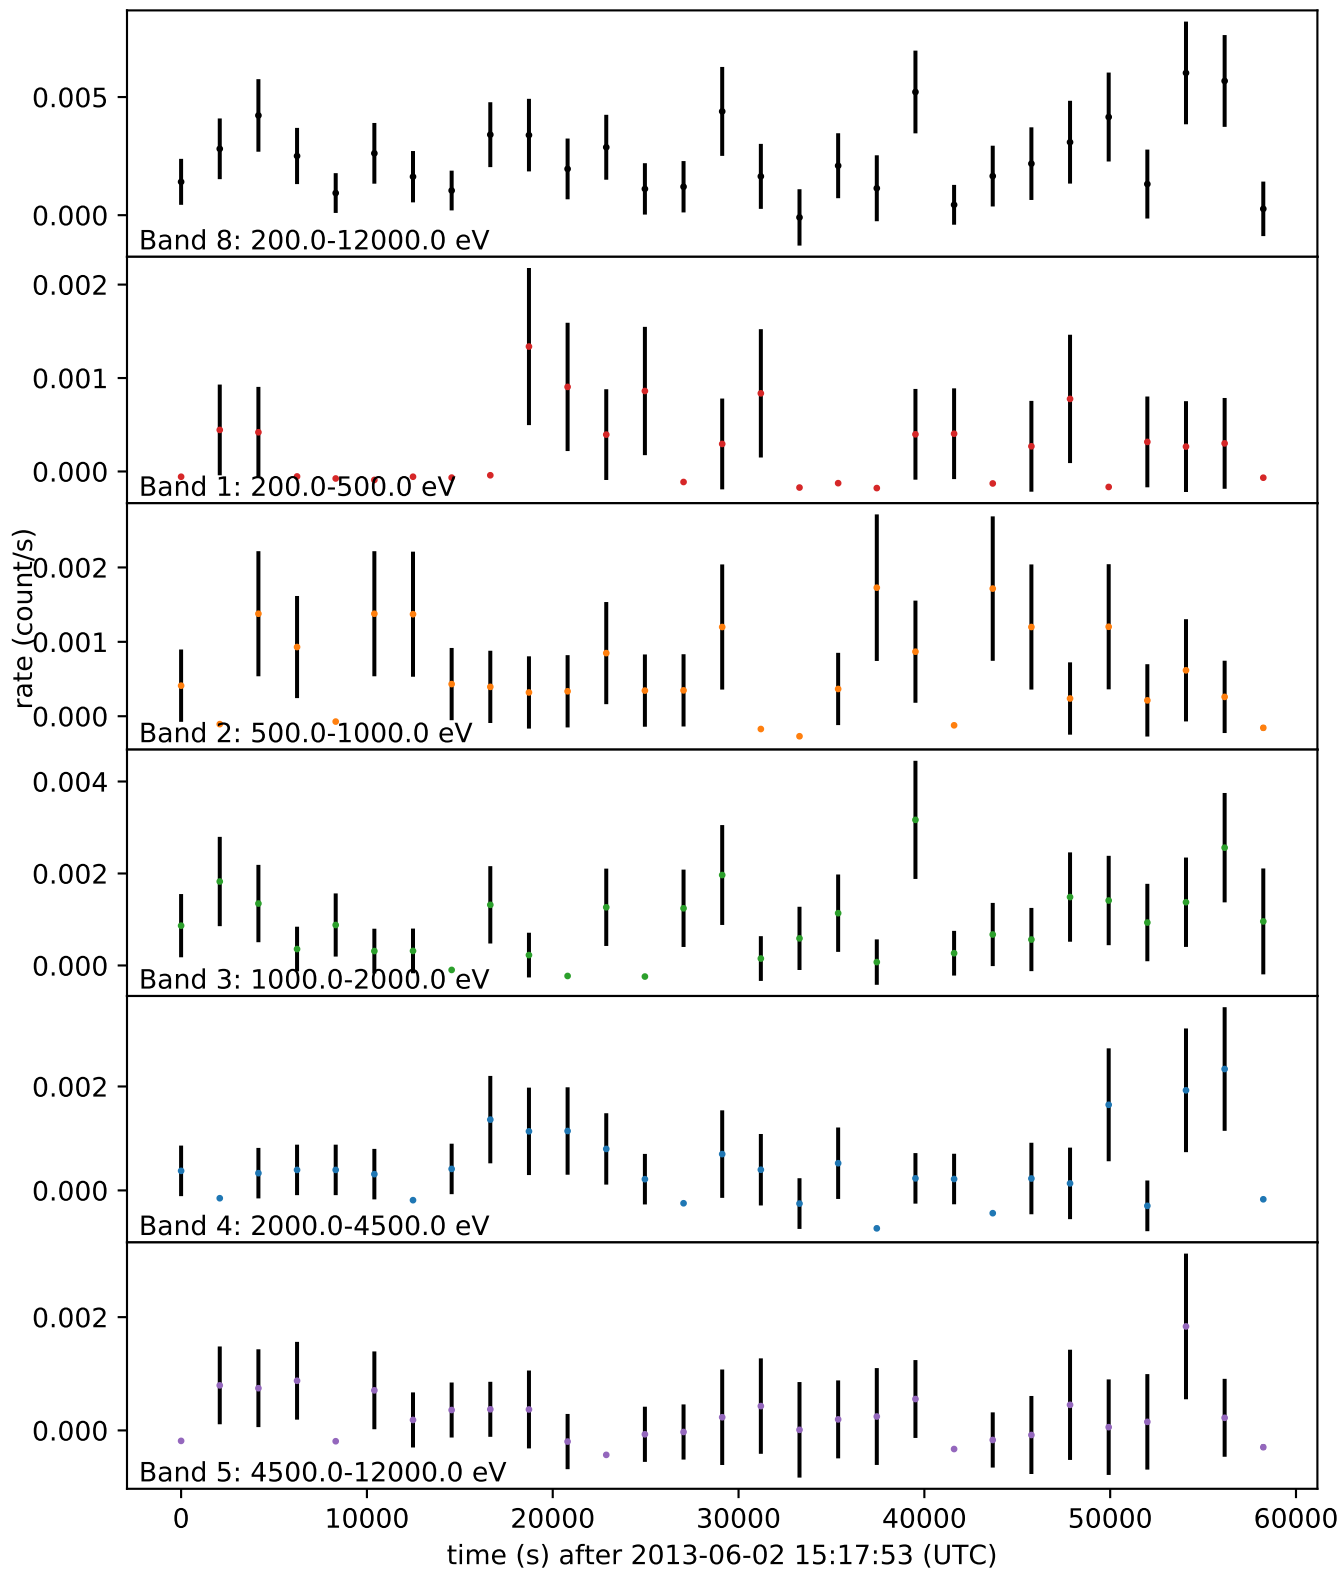 0.005
0.000
Band 8: 200.0-12000.0 eV
0.002
0.001
0.000
Band 1: 200.0-500.0 eV
rate (count/s)
0.002
0.001
0.000
Band 2: 500.0-1000.0 eV
0.004
0.002
0.000
Band 3: 1000.0-2000.0 eV
0.002
0.000
Band 4: 2000.0-4500.0 eV
0.002
0.000
Band 5: 4500.0-12000.0 eV
0 10000 20000 30000 40000 50000 60000
time (s) after 2013-06-02 15:17:53 (UTC)